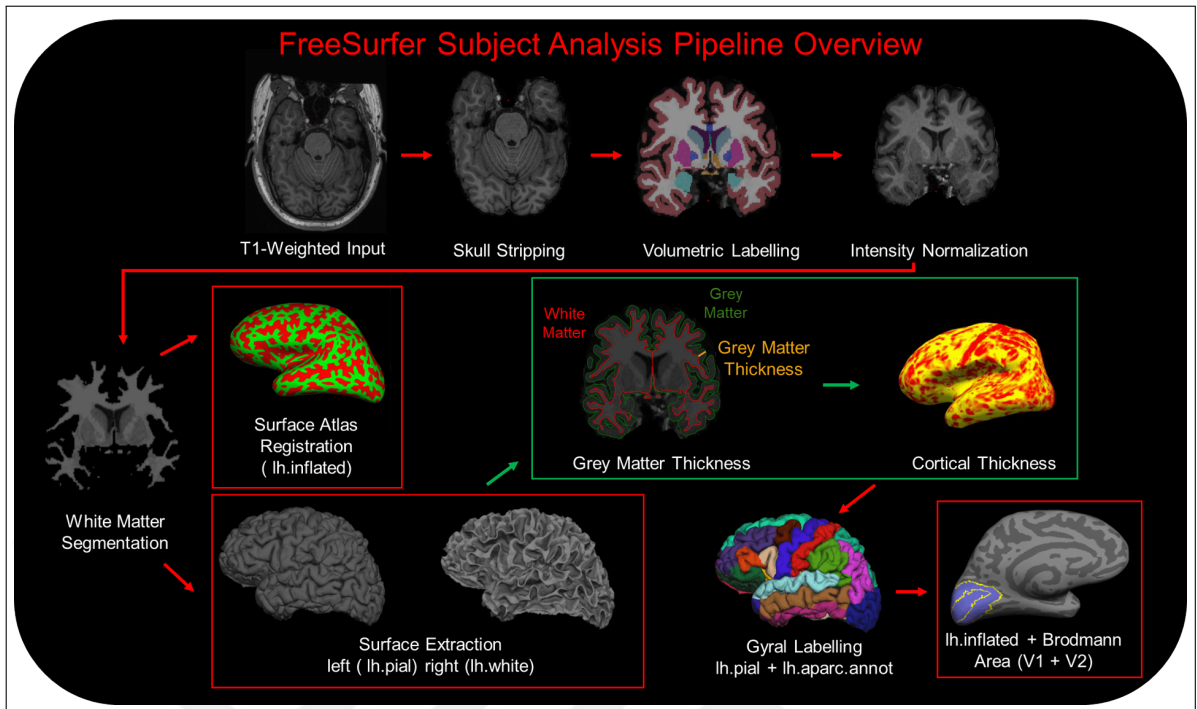 FreeSurfer Subject Analysis Pipeline Overview
T1-Weighted Input
Skull Stripping
Volumetric Labelling
Intensity Normalization
White Matter
Segmentation
Surface Atlas
Registration
( lh.inflated)
White
Matter
Grey
Matter
Grey Matter
Thickness
Grey Matter Thickness
Cortical Thickness
Surface Extraction
left ( lh.pial) right (lh.white)
Gyral Labelling
lh.pial + lh.aparc.annot
lh.inflated + Brodmann
Area (V1 + V2)